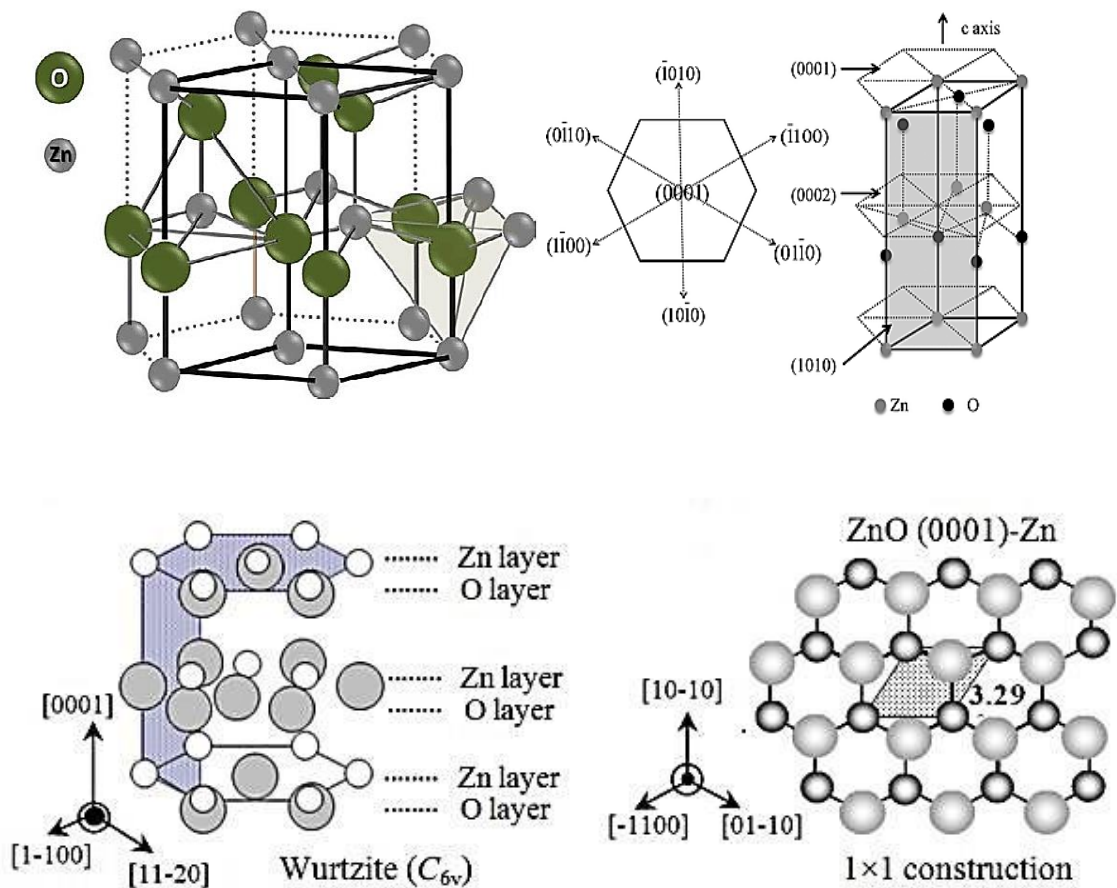 O
Zn
(1̄010)
(01̄10)
(1̄100)
(0001)
(11̄00)
(011̄0)
(101̄0)
c axis
(0001)
(0002)
(1010)
Zn O
Zn layer
O layer
Zn layer
O layer
Zn layer
O layer
[0001]
[1-100]
[11-20]
Wurtzite (C6v)
ZnO (0001)-Zn
3.29
[10-10]
[-1100]
[01-10]
1×1 construction